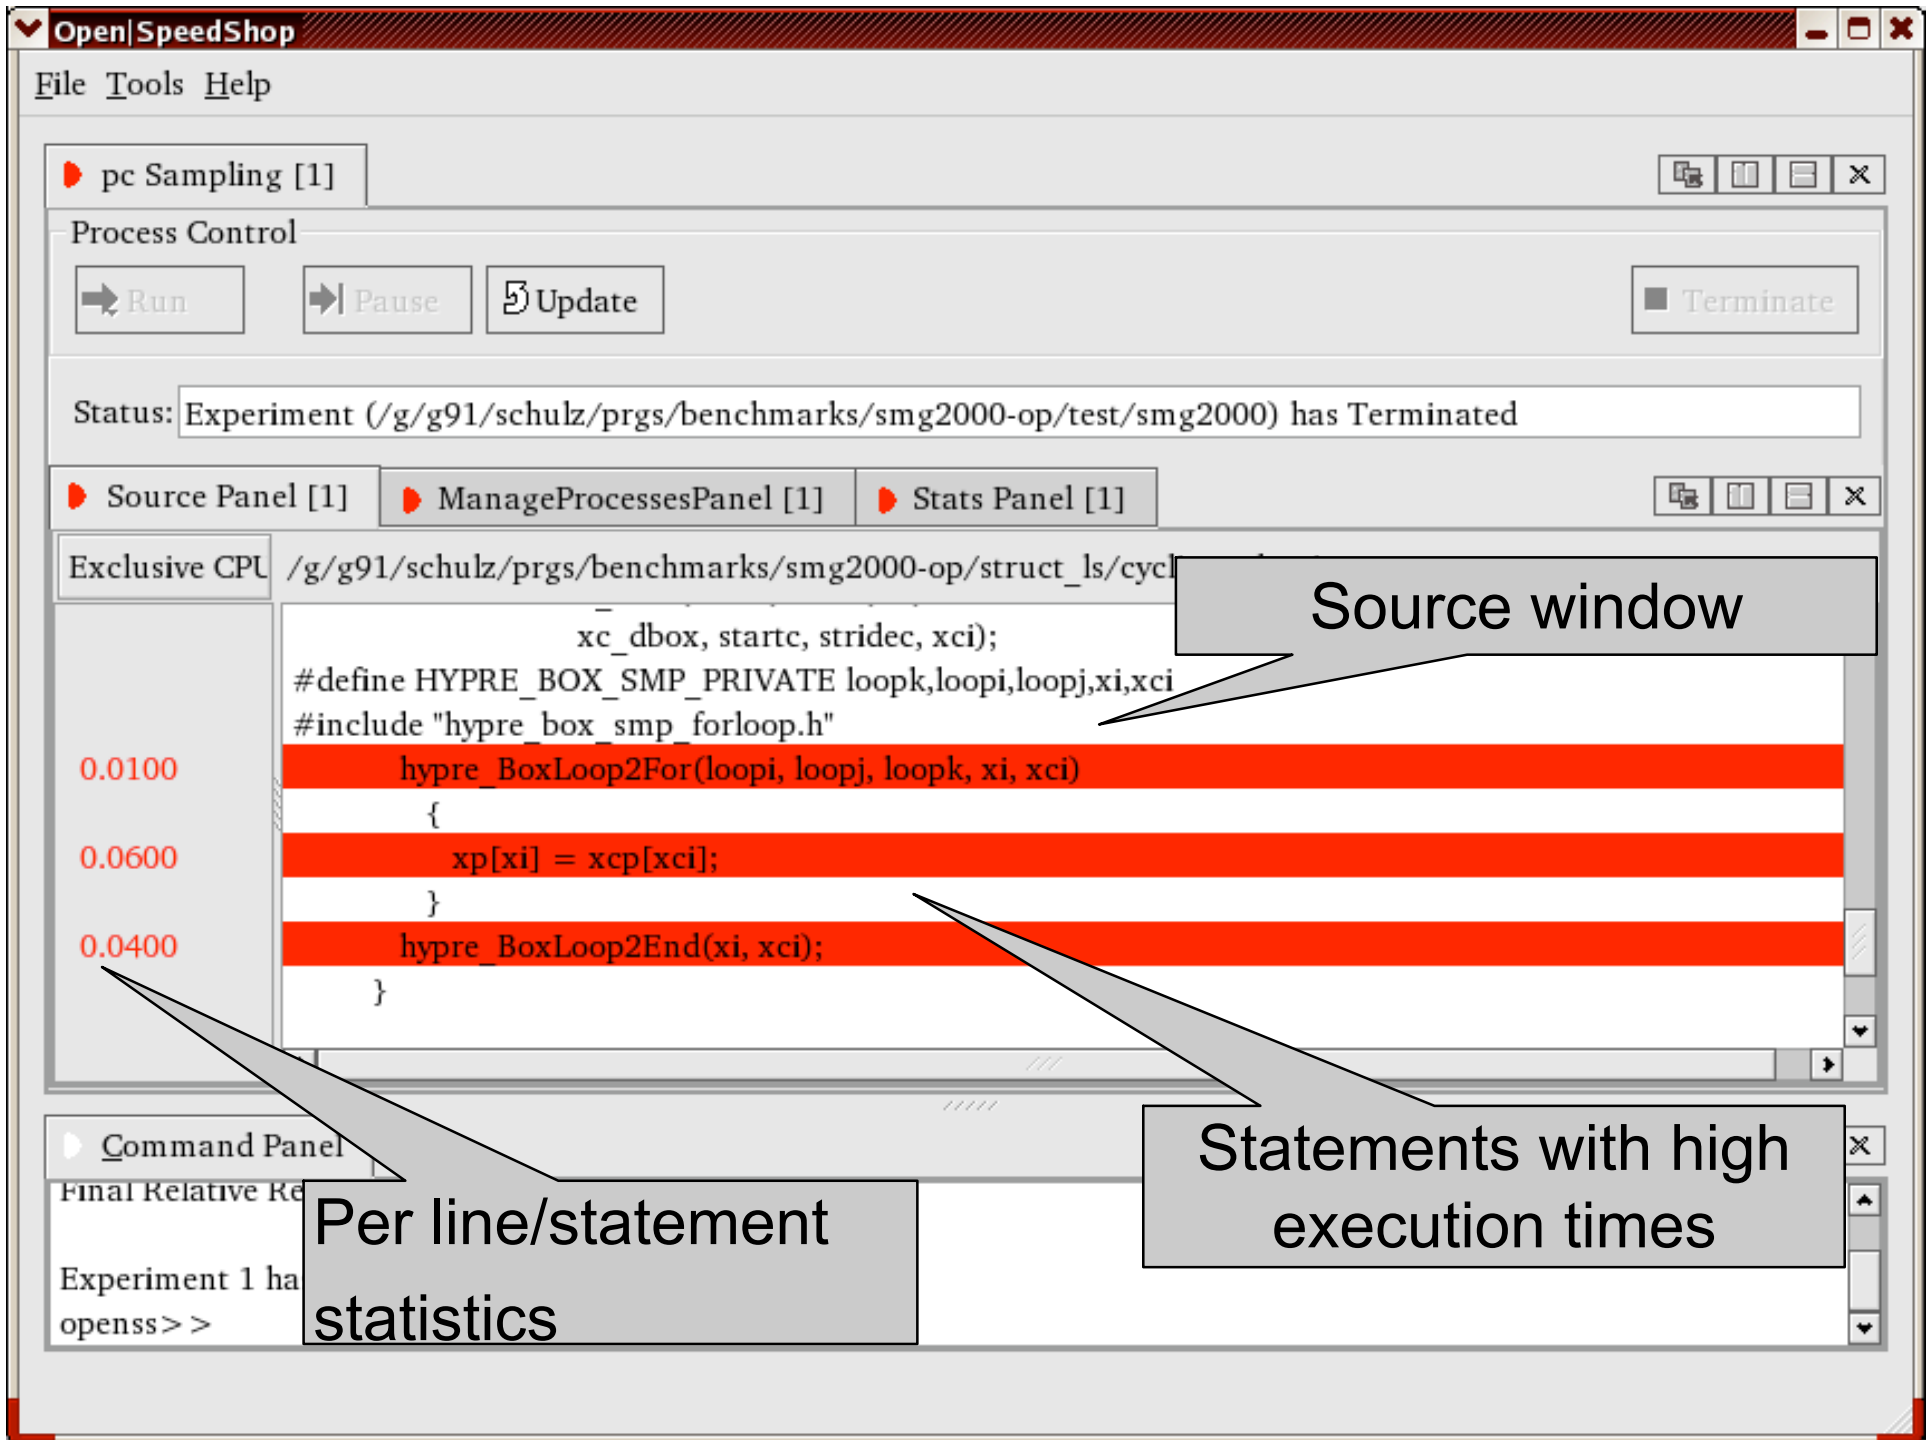 Open|SpeedShop
File Tools Help
pc Sampling [1]
Process Control
Run Pause Update Terminate
Status: Experiment (/g/g91/schulz/prgs/benchmarks/smg2000-op/test/smg2000) has Terminated
Source Panel [1] ManageProcessesPanel [1] Stats Panel [1]
Exclusive CPU /g/g91/schulz/prgs/benchmarks/smg2000-op/struct_ls/
Source window
xc_dbox, startc, stridec, xci);
#define HYPRE_BOX_SMP_PRIVATE loopk,loopi,loopj,xi,xci
#include "hypre_box_smp_forloop.h"
0.0100 hypre_BoxLoop2For(loopi, loopj, loopk, xi, xci)
{
0.0600 xp[xi] = xcp[xci];
}
0.0400 hypre_BoxLoop2End(xi, xci);
}
Command Panel
Statements with high
execution times
Final Relative
Per line/statement
statistics
Experiment 1
openss>>